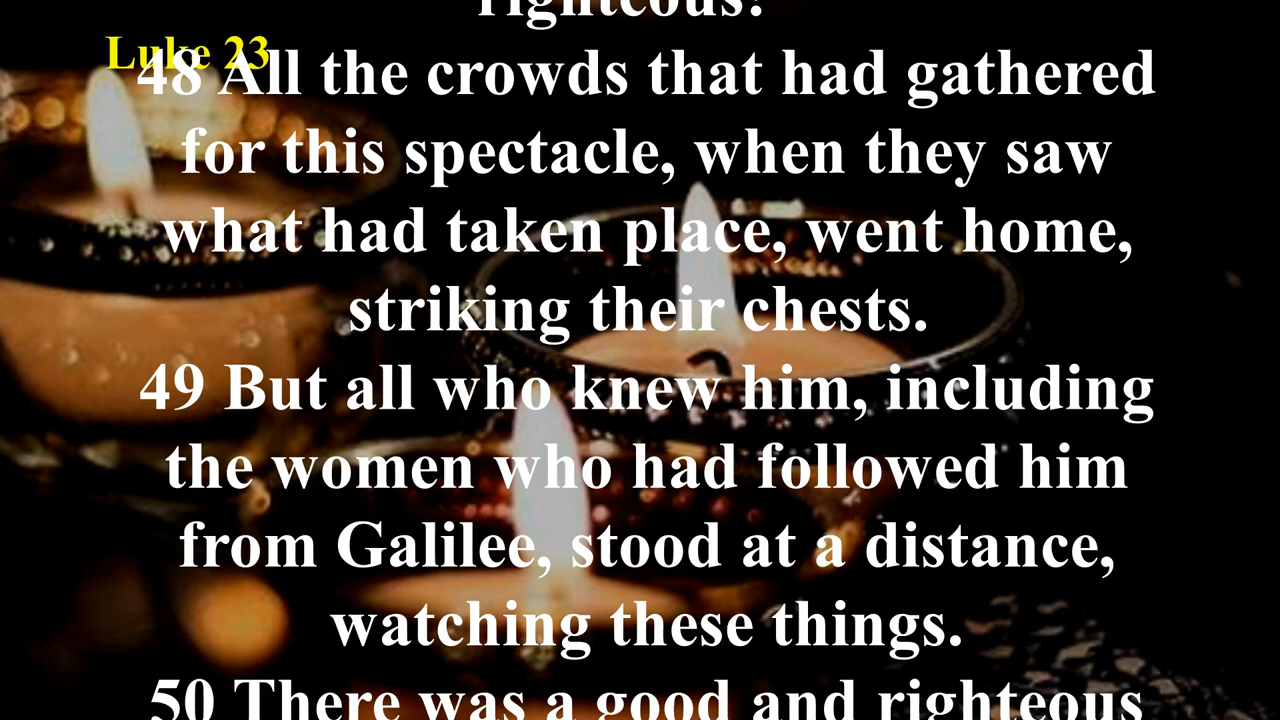 righteous!
Luke 23
48 All the crowds that had gathered
for this spectacle, when they saw
what had taken place, went home,
striking their chests.
49 But all who knew him, including
the women who had followed him
from Galilee, stood at a distance,
watching these things.
50 There was a good and righteous